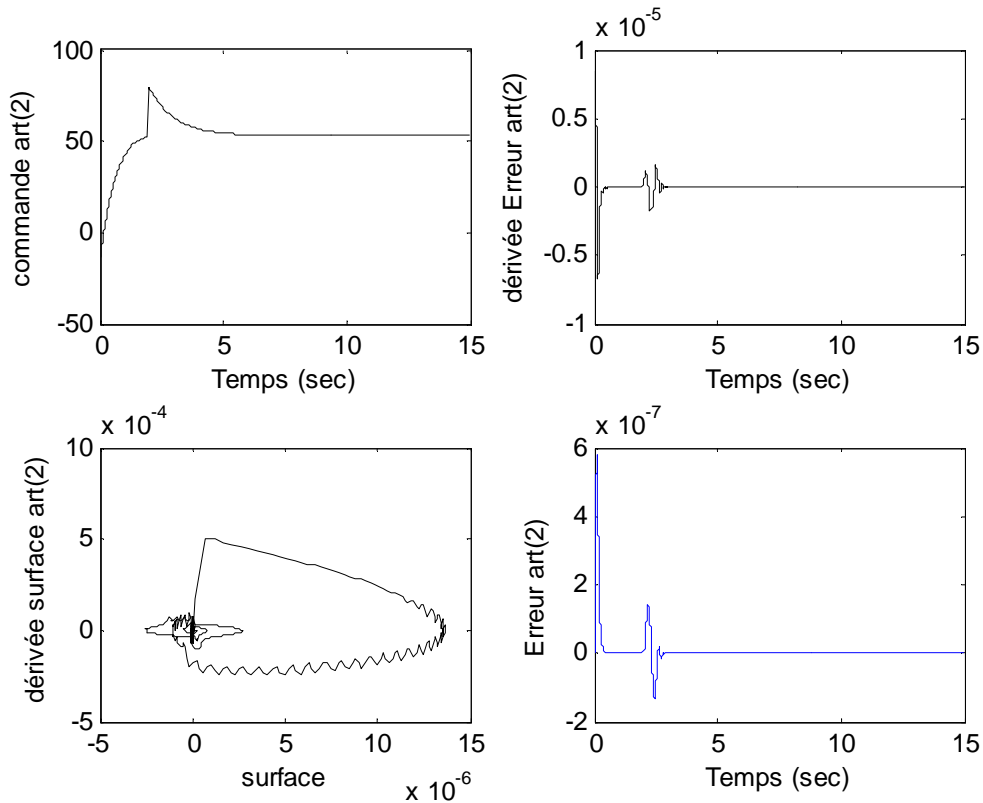 100
50
0
-50
commande art(2)
0
5
10
15
Temps (sec)
x 10-5
1
0.5
0
-0.5
-1
dérivée Erreur art(2)
0
5
10
15
Temps (sec)
x 10-4
10
5
0
-5
dérivée surface art(2)
-5
0
5
10
15
surface
x 10-6
x 10-7
6
4
2
0
-2
Erreur art(2)
0
5
10
15
Temps (sec)